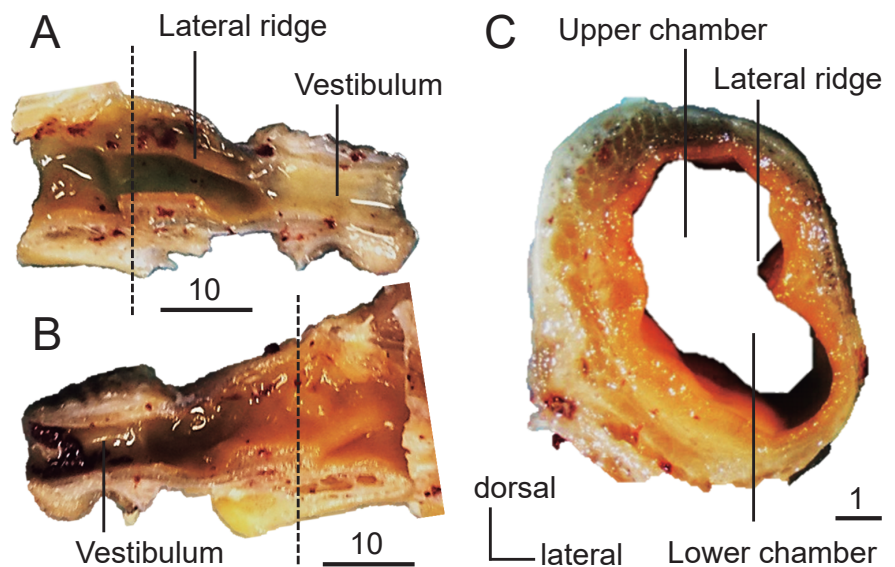 A
Lateral ridge
Vestibulum
10
B
Vestibulum
10
C
Upper chamber
Lateral ridge
dorsal
lateral
Lower chamber
1